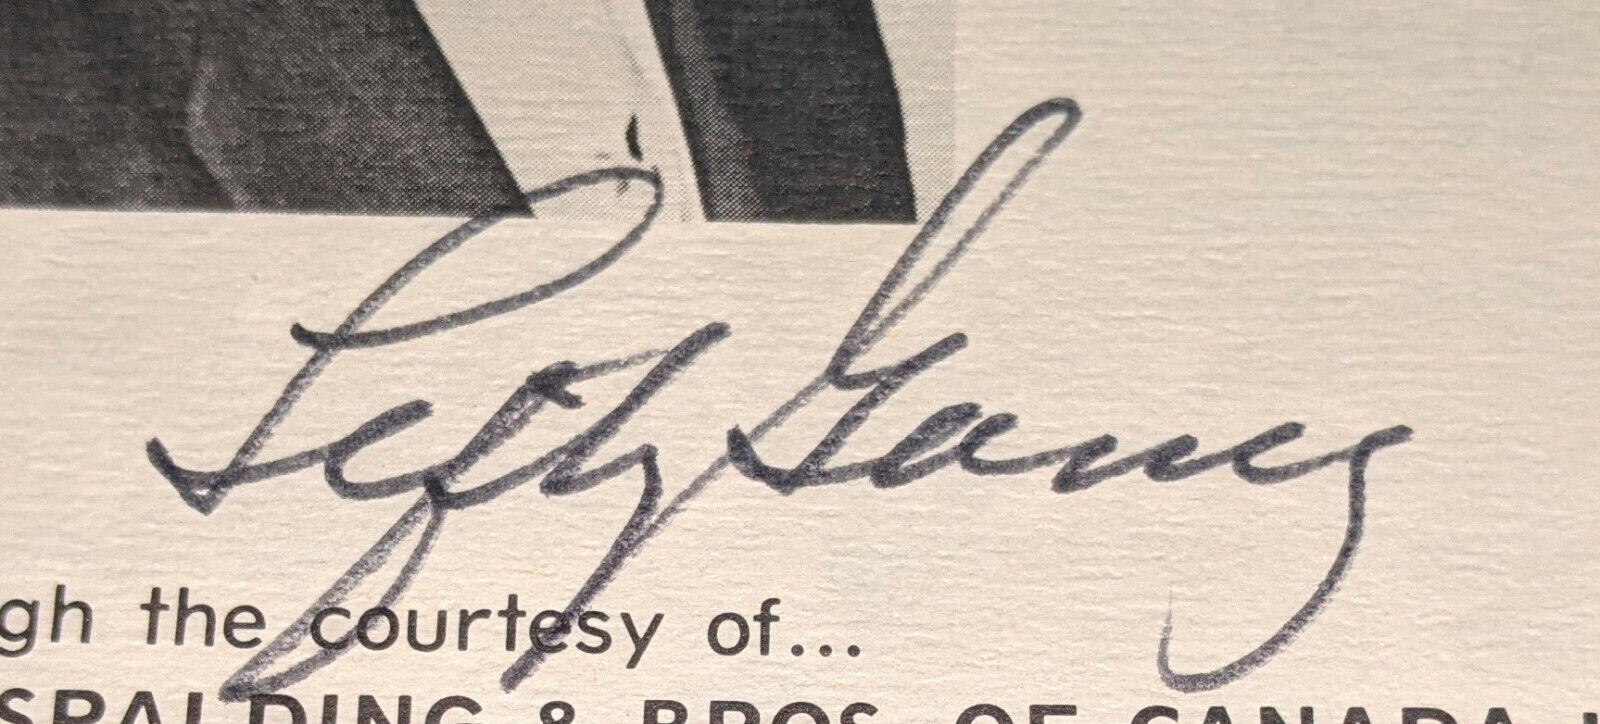 Lefty Gomez
gh the courtesy of...
SPALDING & BROS. OF CANADA